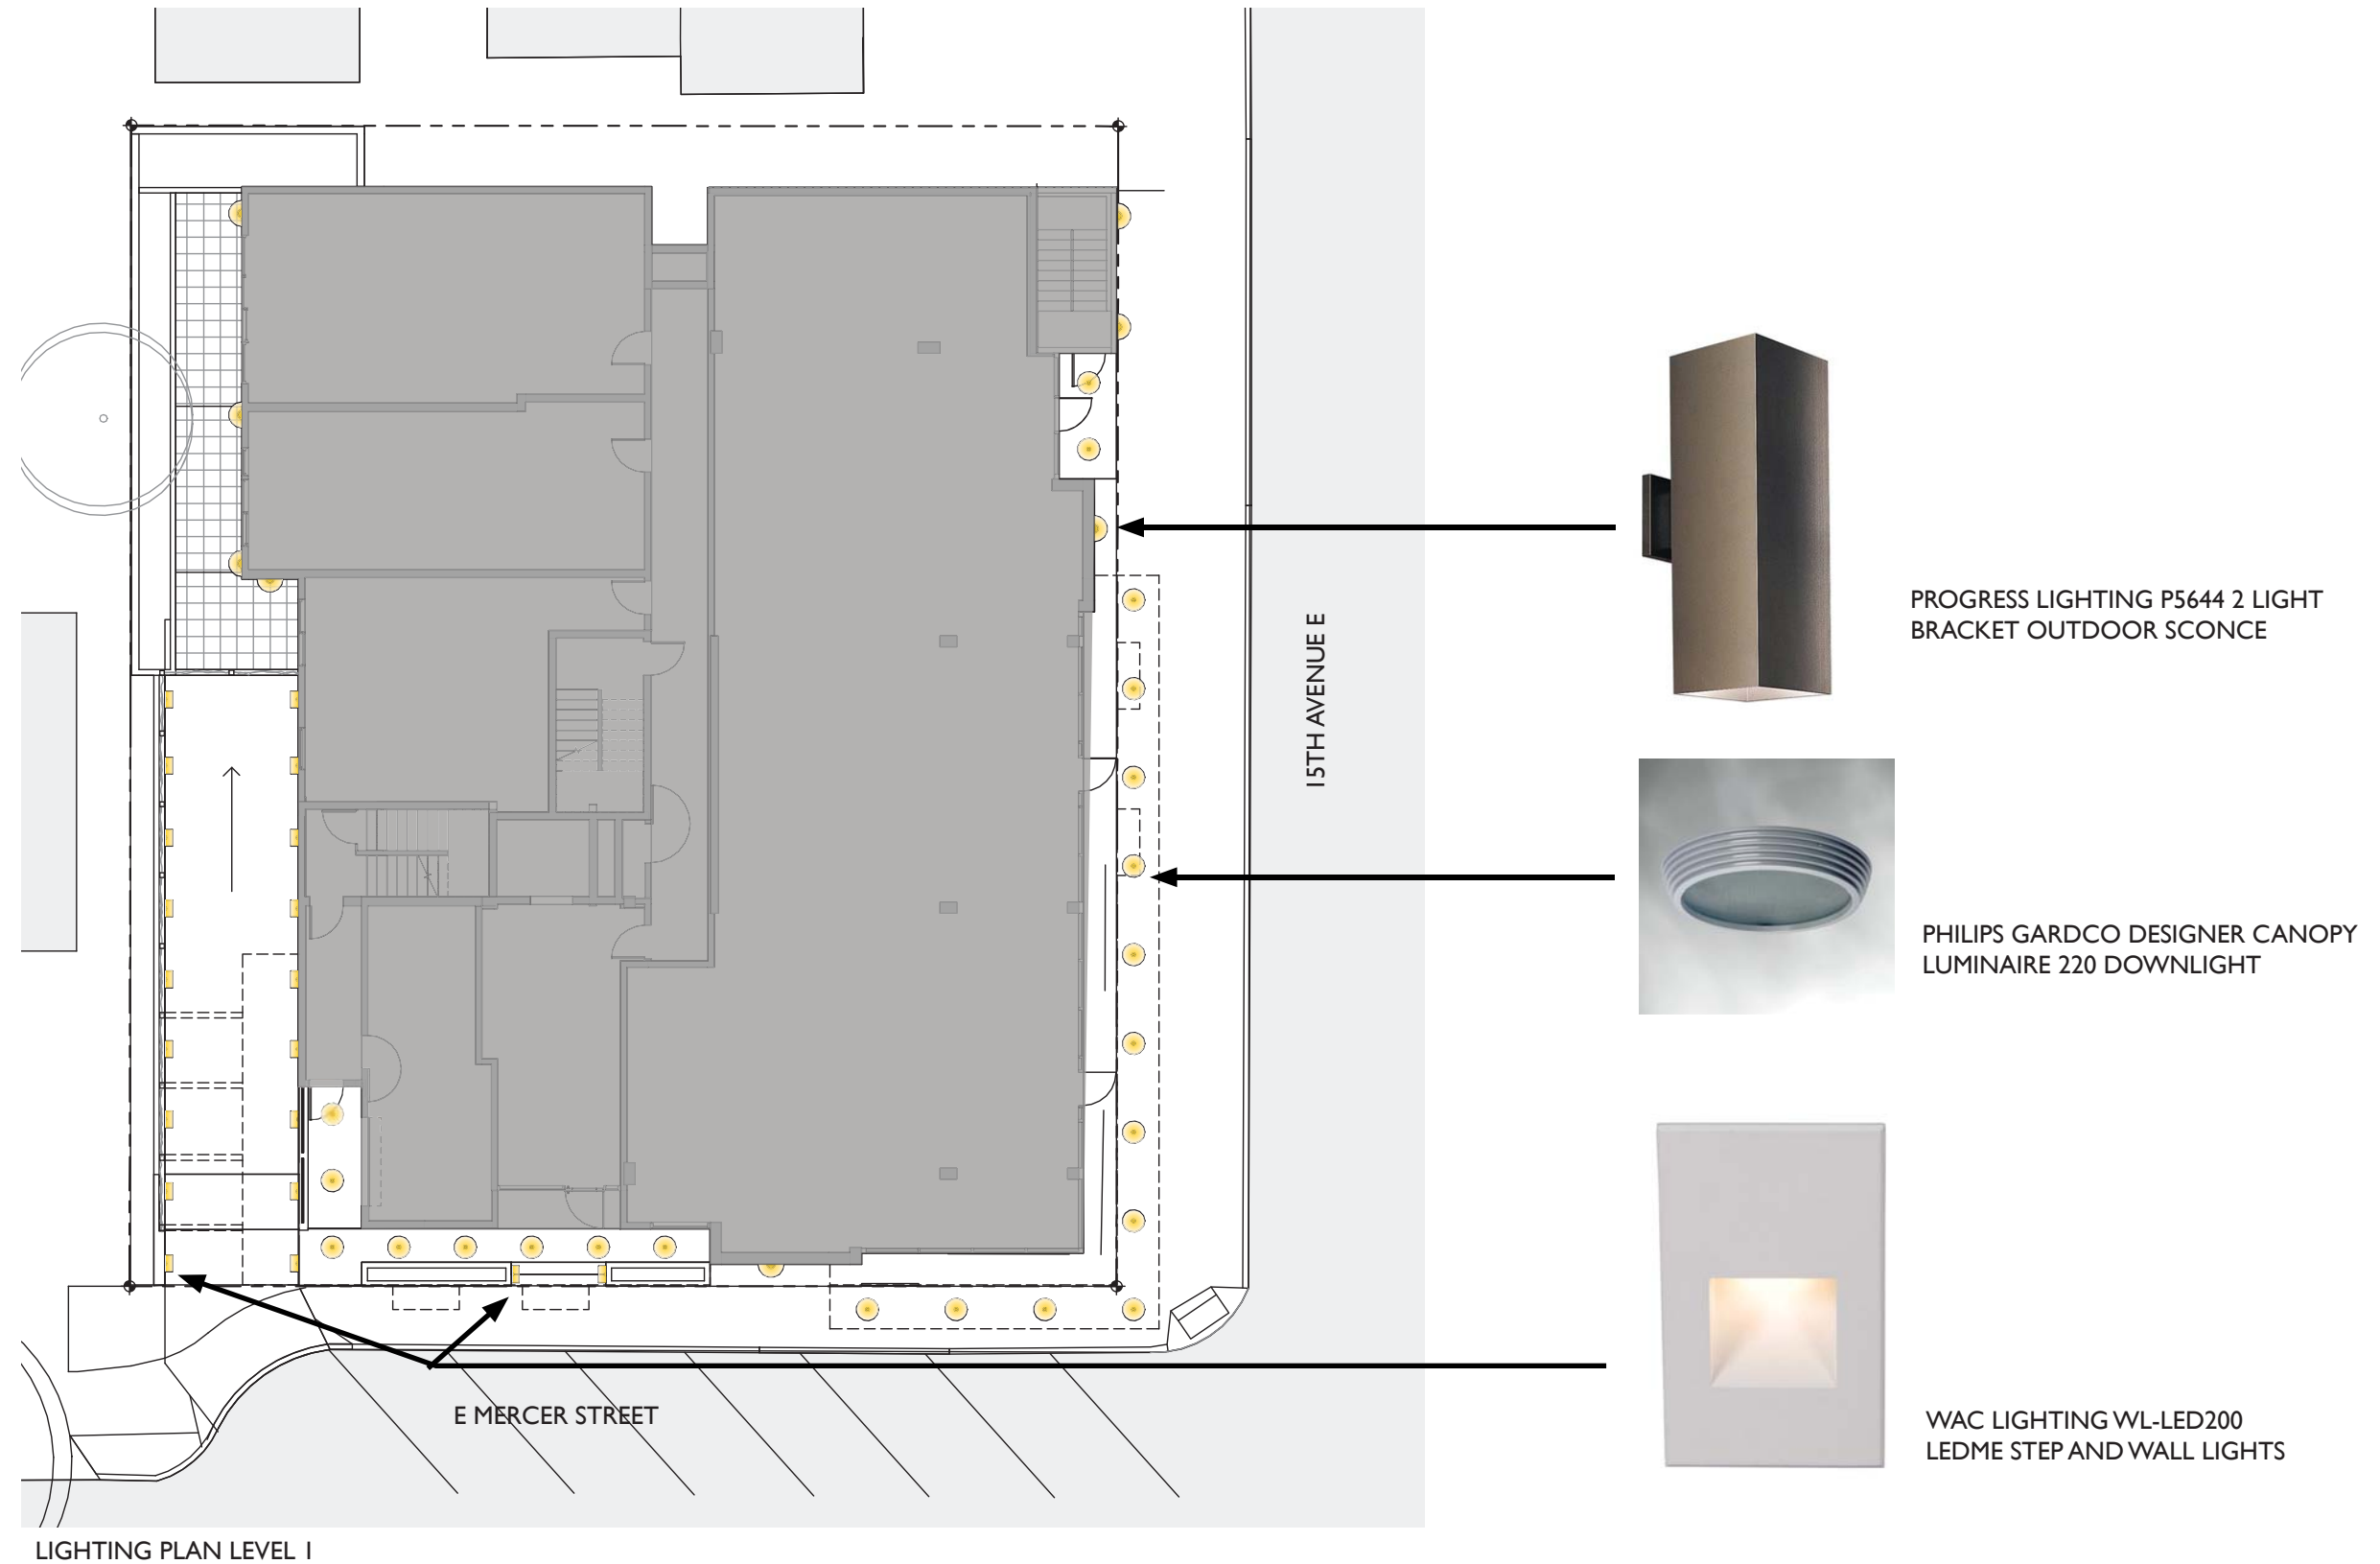 PROGRESS LIGHTING P5644 2 LIGHT
BRACKET OUTDOOR SCONCE
15TH AVENUE E
PHILIPS GARDCO DESIGNER CANOPY
LUMINAIRE 220 DOWNLIGHT
E MERCER STREET
WAC LIGHTING WL-LED200
LEDME STEP AND WALL LIGHTS
LIGHTING PLAN LEVEL 1